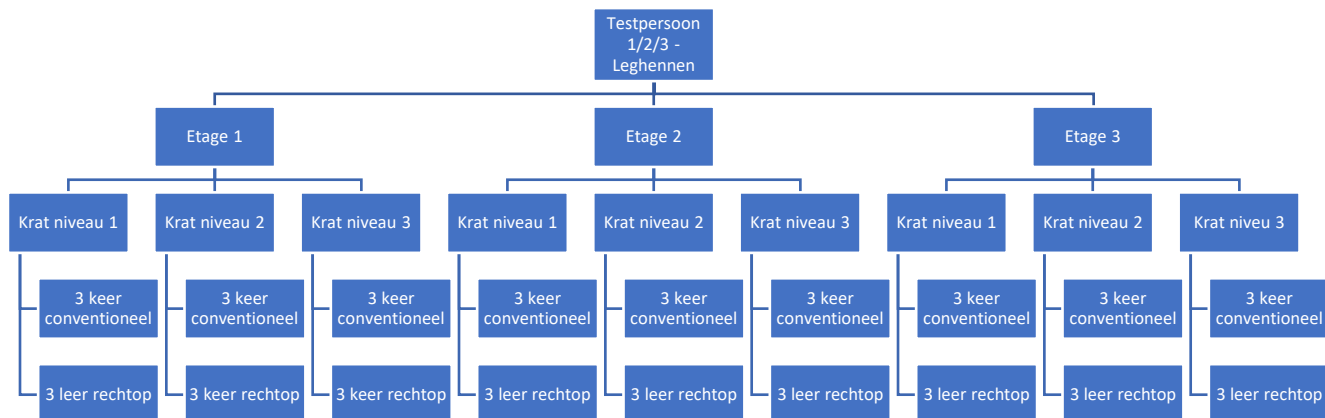 Testpersoon
1/2/3 -
Leghennen
Etage 1
Etage 2
Etage 3
Krat niveau 1
Krat niveau 2
Krat niveau 3
Krat niveau 1
Krat niveau 2
Krat niveau 3
Krat niveau 1
Krat niveau 2
Krat niveu 3
3 keer
conventioneel
3 keer
conventioneel
3 keer
conventioneel
3 keer
conventioneel
3 keer
conventioneel
3 keer
conventioneel
3 keer
conventioneel
3 keer
conventioneel
3 keer
conventioneel
3 leer rechtop
3 keer rechtop
3 keer rechtop
3 leer rechtop
3 leer rechtop
3 leer rechtop
3 leer rechtop
3 leer rechtop
3 leer rechtop